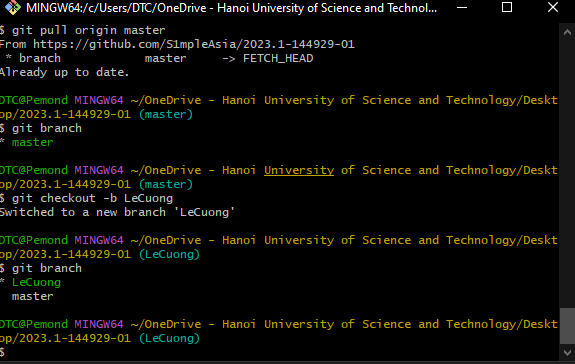 MINGW64:/c/Users/DTC/OneDrive - Hanoi University of Science and Technol...
$ git pull origin master
From https://github.com/S1mpleAsia/2023.1-144929-01
 * branch            master     -> FETCH_HEAD
Already up to date.
DTC@Pemond MINGW64 ~/OneDrive - Hanoi University of Science and Technology/Deskt
op/2023.1-144929-01 (master)
$ git branch
* master
DTC@Pemond MINGW64 ~/OneDrive - Hanoi University of Science and Technology/Deskt
op/2023.1-144929-01 (master)
$ git checkout -b LeCuong
Switched to a new branch 'LeCuong'
DTC@Pemond MINGW64 ~/OneDrive - Hanoi University of Science and Technology/Deskt
op/2023.1-144929-01 (LeCuong)
$ git branch
* LeCuong
  master
DTC@Pemond MINGW64 ~/OneDrive - Hanoi University of Science and Technology/Deskt
op/2023.1-144929-01 (LeCuong)
$